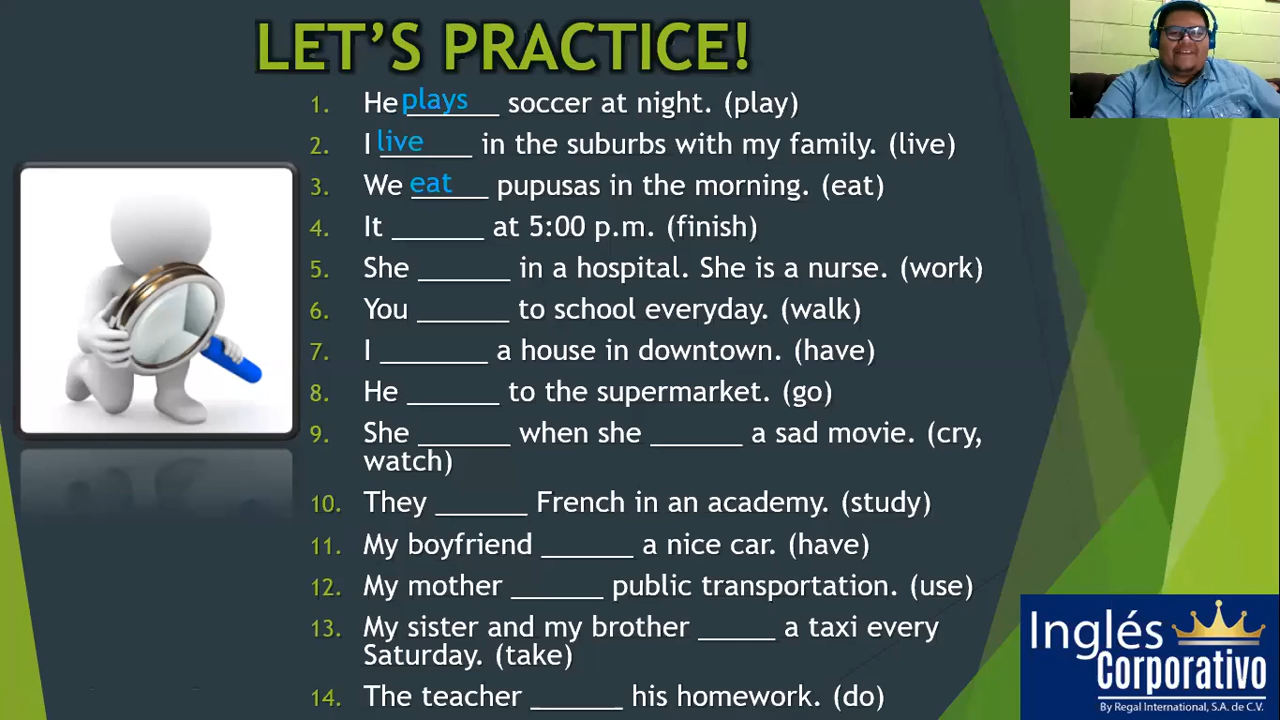 LET'S PRACTICE!
1. He plays soccer at night. (play)
2. I live in the suburbs with my family. (live)
3. We eat pupusas in the morning. (eat)
4. It ______ at 5:00 p.m. (finish)
5. She ______ in a hospital. She is a nurse. (work)
6. You ______ to school everyday. (walk)
7. I _______ a house in downtown. (have)
8. He ______ to the supermarket. (go)
9. She ______ when she ______ a sad movie. (cry,
watch)
10. They ______ French in an academy. (study)
11. My boyfriend ______ a nice car. (have)
12. My mother ______ public transportation. (use)
13. My sister and my brother _____ a taxi every
Saturday. (take)
14. The teacher ______ his homework. (do)
Inglés
Corporativo
By Regal International, S.A. de C.V.